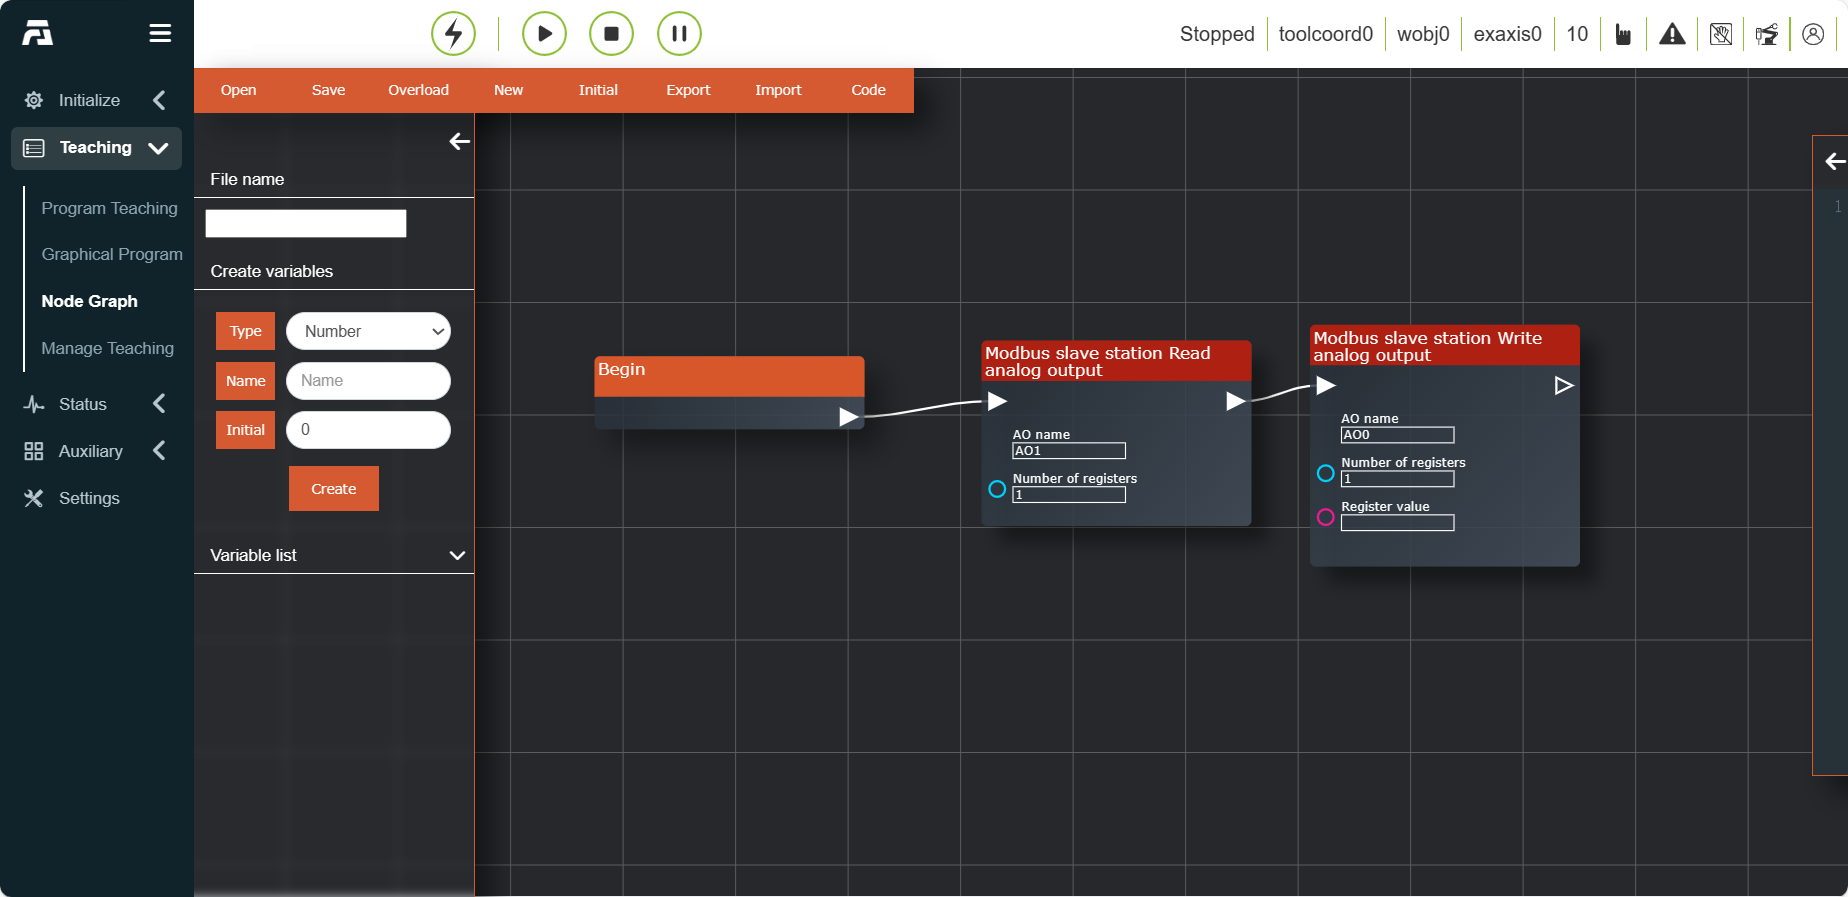 Stopped
toolcoord0
wobj0
exaxis0
10
Initialize
Teaching
Program Teaching
Graphical Program
Node Graph
Manage Teaching
Status
Auxiliary
Settings
Open
Save
Overload
New
Initial
Export
Import
Code
File name
Create variables
Type
Number
Name
Name
Initial
0
Create
Variable list
Begin
Modbus slave station Read
analog output
AO name
AO1
Number of registers
1
Modbus slave station Write
analog output
AO name
AO0
Number of registers
1
Register value
1